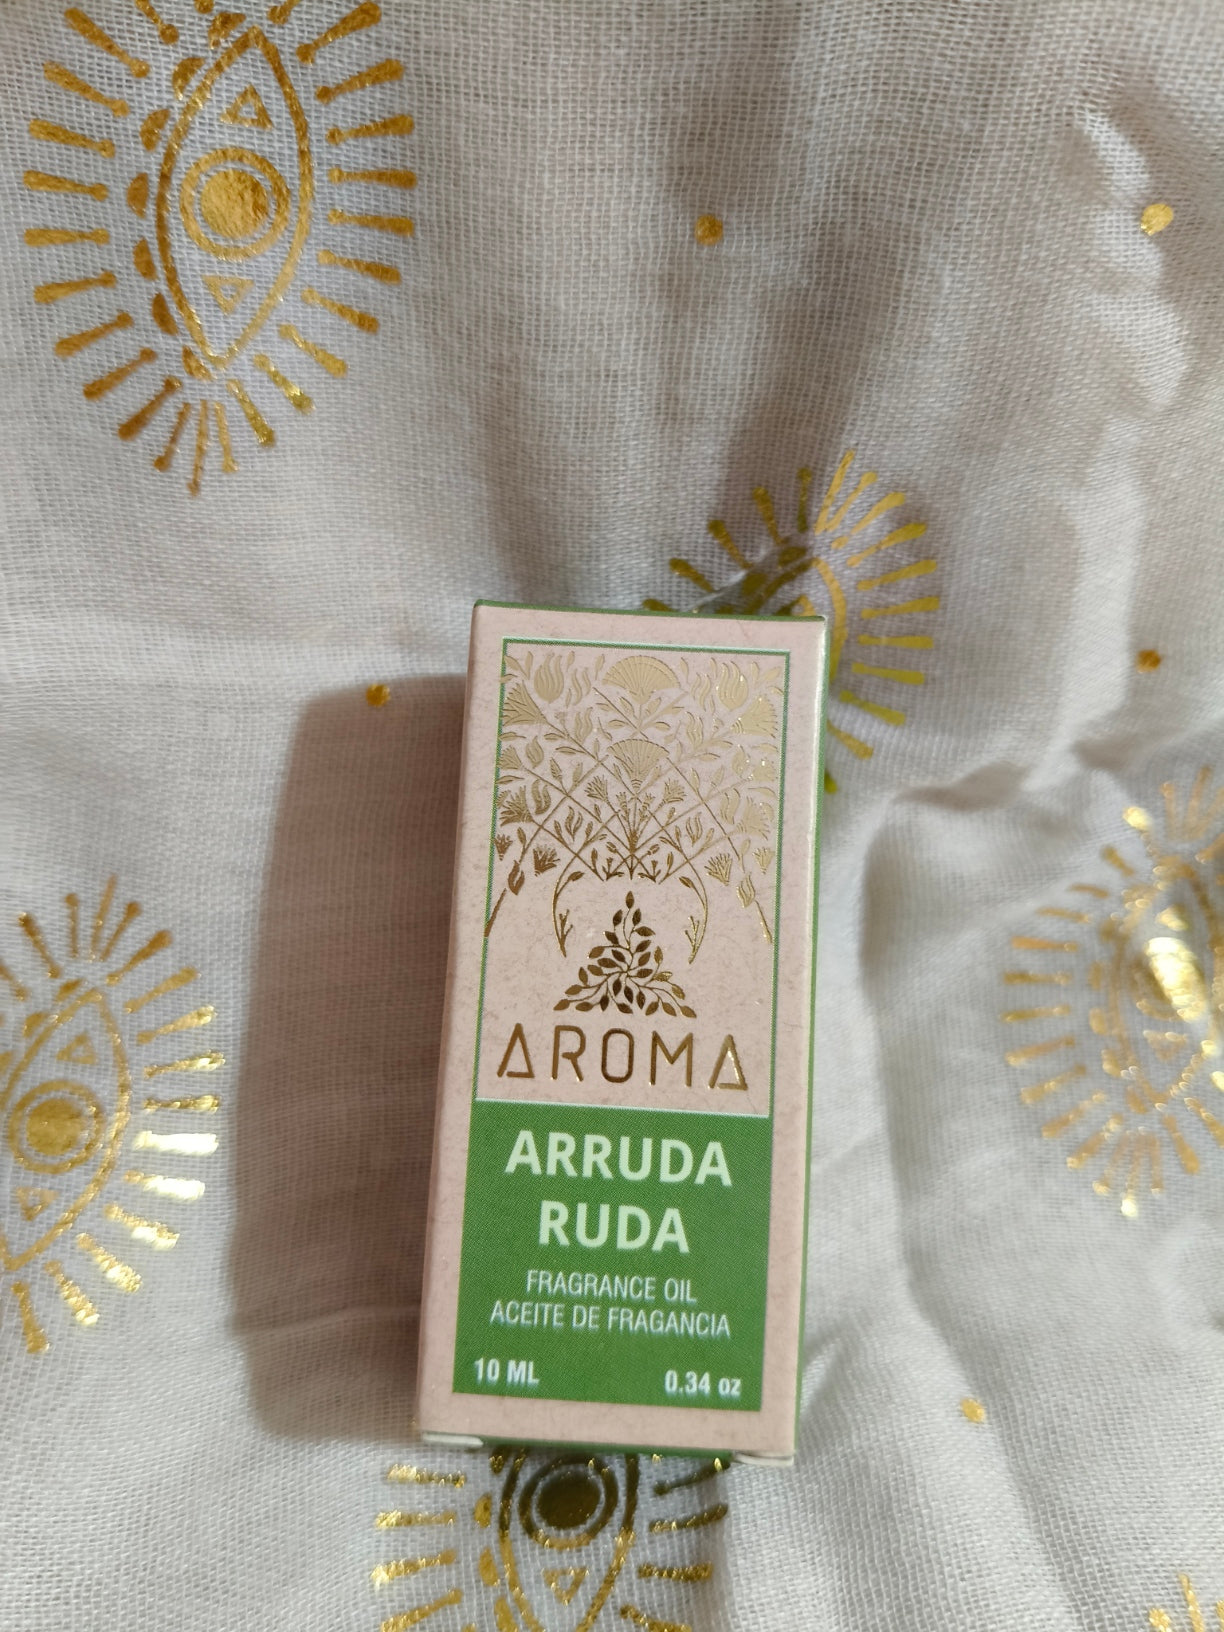 AROMA
ARRUDA
RUDA
FRAGRANCE OIL
ACEITE DE FRAGANCIA
10 ML 0.34 oz